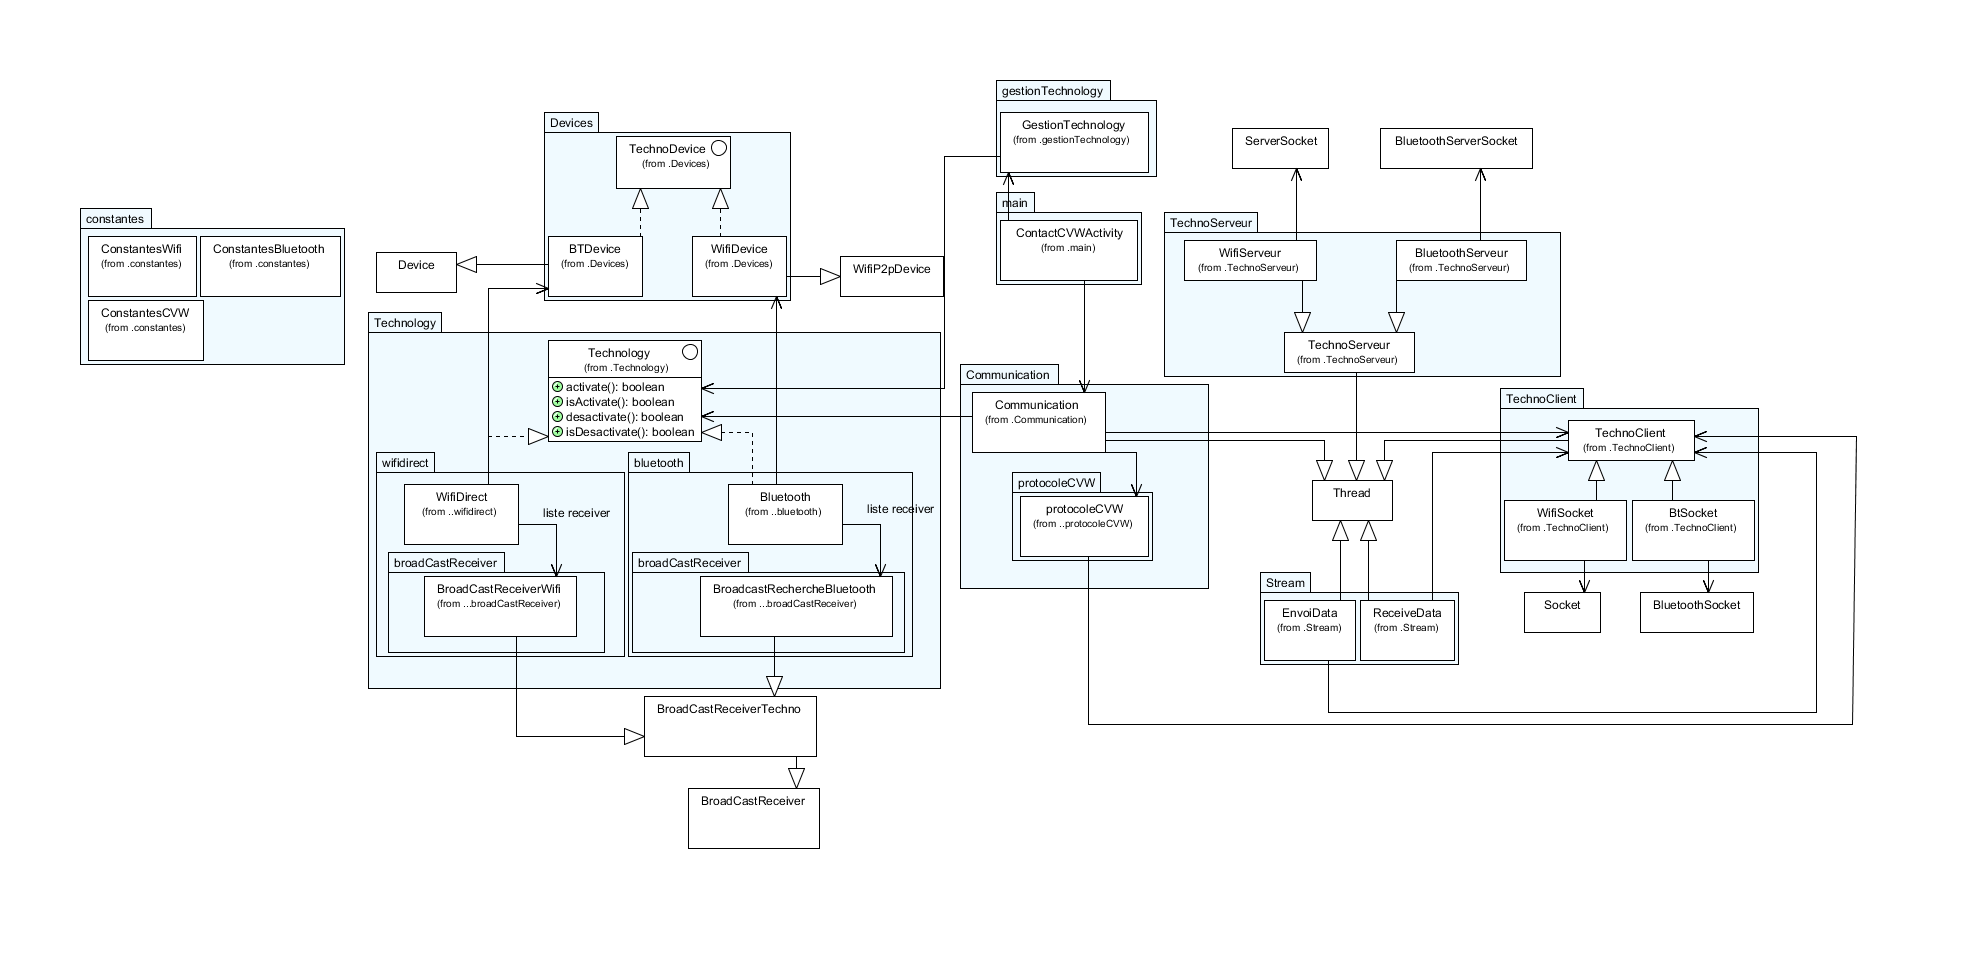 gestionTechnology
GestionTechnology
(from .gestionTechnology)
Devices
TechnoDevice
(from .Devices)
BTDevice
(from .Devices)
WifiDevice
(from .Devices)
Device
WifiP2pDevice
constantes
ConstantesWifi
(from .constantes)
ConstantesBluetooth
(from .constantes)
ConstantesCVW
(from .constantes)
main
ContactCVWActivity
(from .main)
ServerSocket
BluetoothServerSocket
TechnoServeur
WifiServeur
(from .TechnoServeur)
BluetoothServeur
(from .TechnoServeur)
TechnoServeur
(from .TechnoServeur)
Technology
Technology
(from .Technology)
activate(): boolean
isActivate(): boolean
desactivate(): boolean
isDesactivate(): boolean
wifidirect
WifiDirect
(from ..wifidirect)
liste receiver
broadCastReceiver
BroadCastReceiverWifi
(from ...broadCastReceiver)
bluetooth
Bluetooth
(from ..bluetooth)
liste receiver
broadCastReceiver
BroadcastRechercheBluetooth
(from ...broadCastReceiver)
BroadCastReceiverTechno
BroadCastReceiver
Communication
Communication
(from .Communication)
protocoleCVW
protocoleCVW
(from ..protocoleCVW)
Thread
TechnoClient
TechnoClient
(from .TechnoClient)
WifiSocket
(from .TechnoClient)
BtSocket
(from .TechnoClient)
Socket
BluetoothSocket
Stream
EnvoiData
(from .Stream)
ReceiveData
(from .Stream)